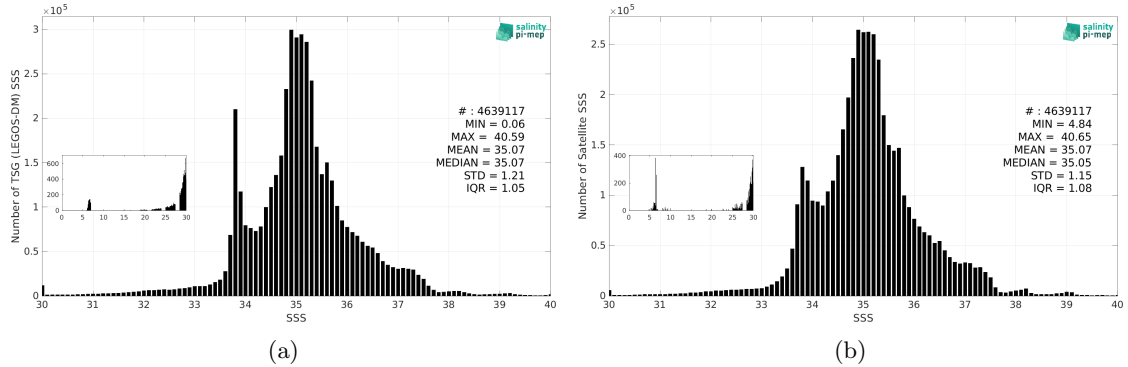 ×10⁵
3
2.5
2
1.5
1
0.5
0
Number of TSG (LEGOS-DM) SSS
salinity
pi-mep
# : 4639117
MIN = 0.06
MAX = 40.59
MEAN = 35.07
MEDIAN = 35.07
STD = 1.21
IQR = 1.05
600
400
200
0
0 5 10 15 20 25 30
30 31 32 33 34 35 36 37 38 39 40
SSS
(a)
×10⁵
2.5
2
1.5
1
0.5
0
Number of Satellite SSS
salinity
pi-mep
# : 4639117
MIN = 4.84
MAX = 40.65
MEAN = 35.07
MEDIAN = 35.05
STD = 1.15
IQR = 1.08
400
200
0
0 5 10 15 20 25 30
30 31 32 33 34 35 36 37 38 39 40
SSS
(b)